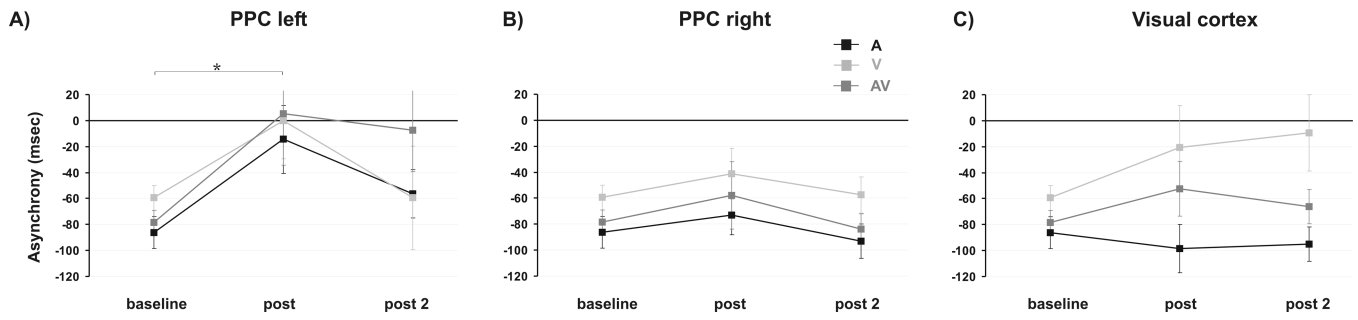 A) PPC left
B) PPC right
C) Visual cortex
A
V
AV
*
Asynchrony (msec)
20
0
-20
-40
-60
-80
-100
-120
baseline post post 2
20
0
-20
-40
-60
-80
-100
-120
baseline post post 2
20
0
-20
-40
-60
-80
-100
-120
baseline post post 2